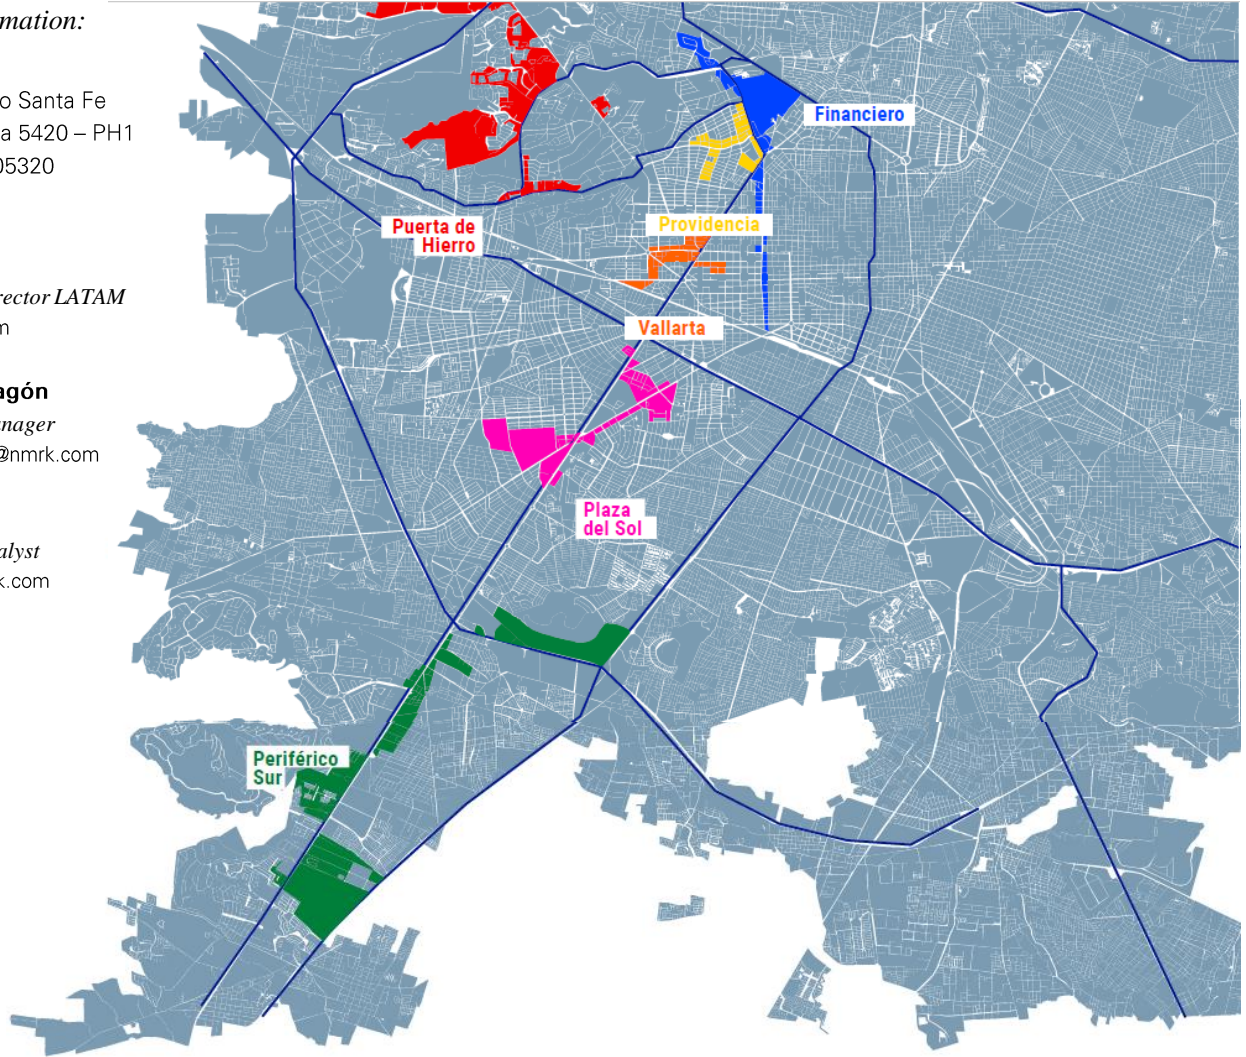 mation:
o Santa Fe
a 5420 – PH1
05320
rector LATAM
m
agón
nager
@nmrk.com
alyst
k.com
Financiero
Providencia
Puerta de
Hierro
Vallarta
Plaza
del Sol
Periférico
Sur